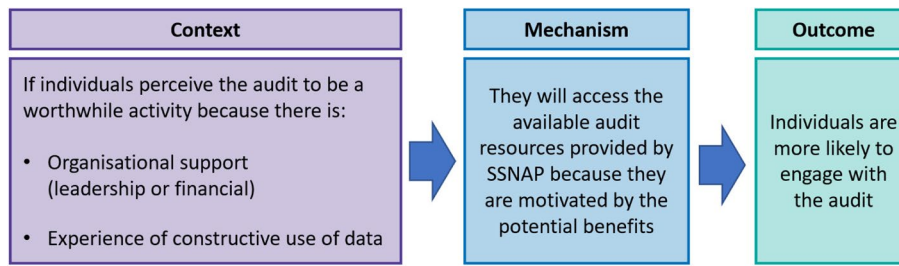 Context
If individuals perceive the audit to be a
worthwhile activity because there is:
• Organisational support
(leadership or financial)
• Experience of constructive use of data
Mechanism
They will access the
available audit
resources provided by
SSNAP because they
are motivated by the
potential benefits
Outcome
Individuals are
more likely to
engage with
the audit